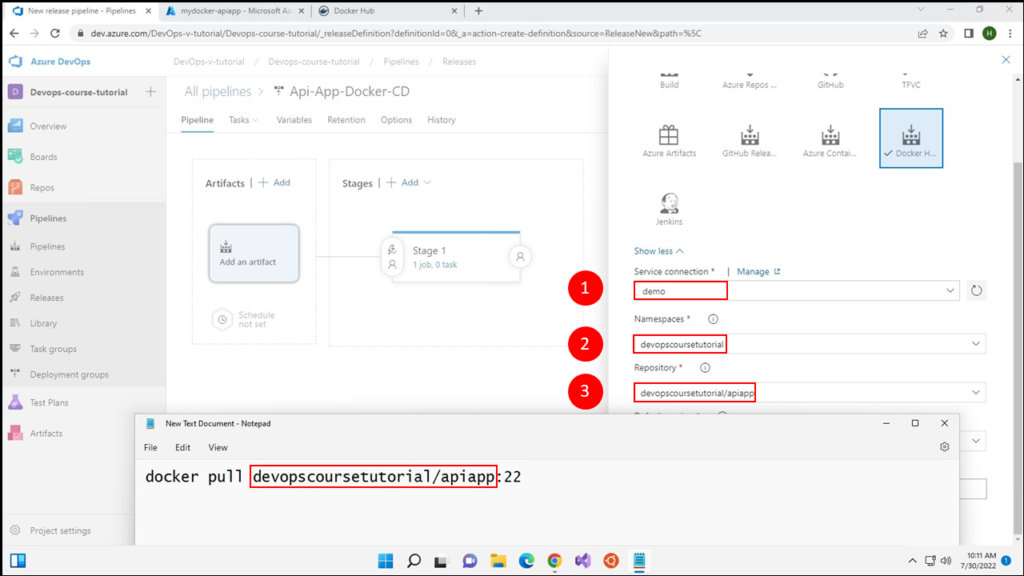 New release pipeline - Pipelines
mydocker-apiapp - Microsoft Az
Docker Hub
dev.azure.com/DevOps-v-tutorial/Devops-course-tutorial/_releaseDefinition?definitionId=0&_a=action-create-definition&source=ReleaseNew&path=%5C
H
Azure DevOps
DevOps-v-tutorial / Devops-course-tutorial / Pipelines / Releases
D Devops-course-tutorial
All pipelines > Api-App-Docker-CD
Pipeline Tasks Variables Retention Options History
Overview
Boards
Repos
Pipelines
Pipelines
Environments
Releases
Library
Task groups
Deployment groups
Test Plans
Artifacts
Project settings
Artifacts | + Add
Stages | + Add
Add an artifact
Stage 1
1 job, 0 task
Schedule
not set
Build
Azure Repos ...
GitHub
TFVC
Azure Artifacts
GitHub Relea...
Azure Contai...
Docker H...
Jenkins
Show less
Service connection * | Manage
1
demo
Namespaces *
2
devopscoursetutorial
Repository *
3
devopscoursetutorial/apiapp
New Text Document - Notepad
File Edit View
docker pull devopscoursetutorial/apiapp:22
10:11 AM
7/30/2022
1